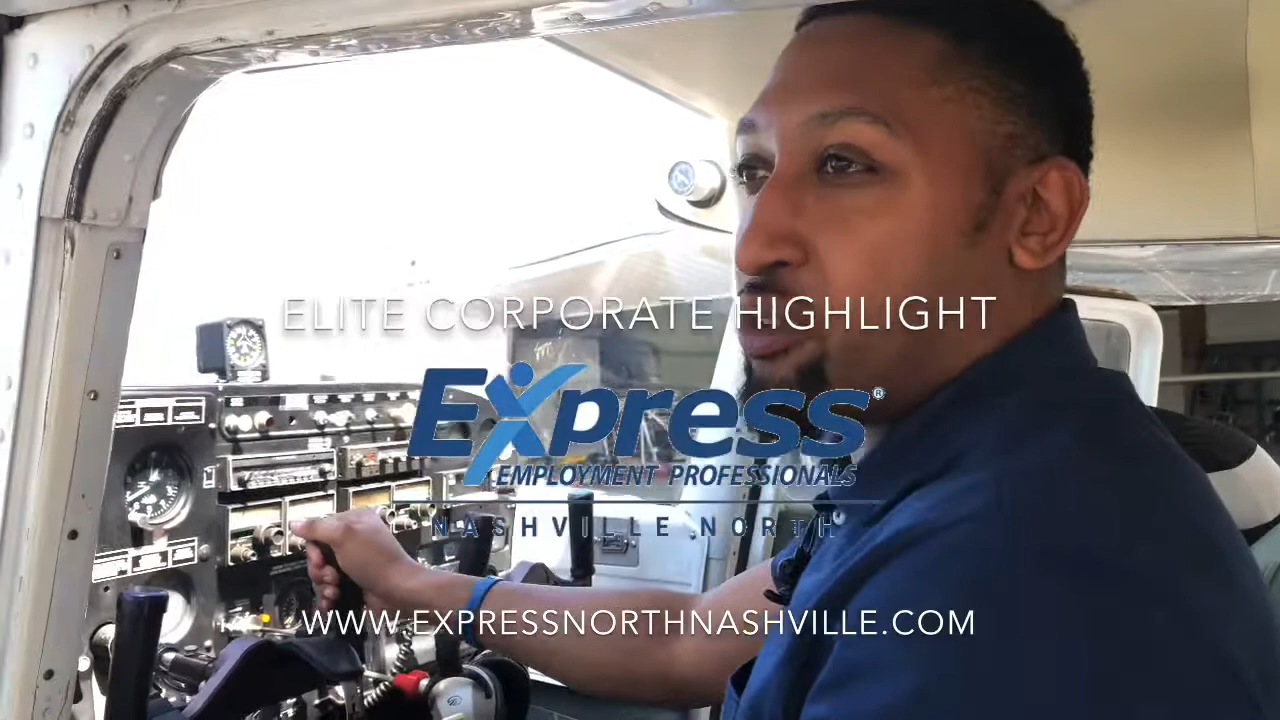 ELITE CORPORATE HIGHLIGHT
Express®
EMPLOYMENT PROFESSIONALS
NASHVILLE NORTH
WWW.EXPRESSNORTHNASHVILLE.COM